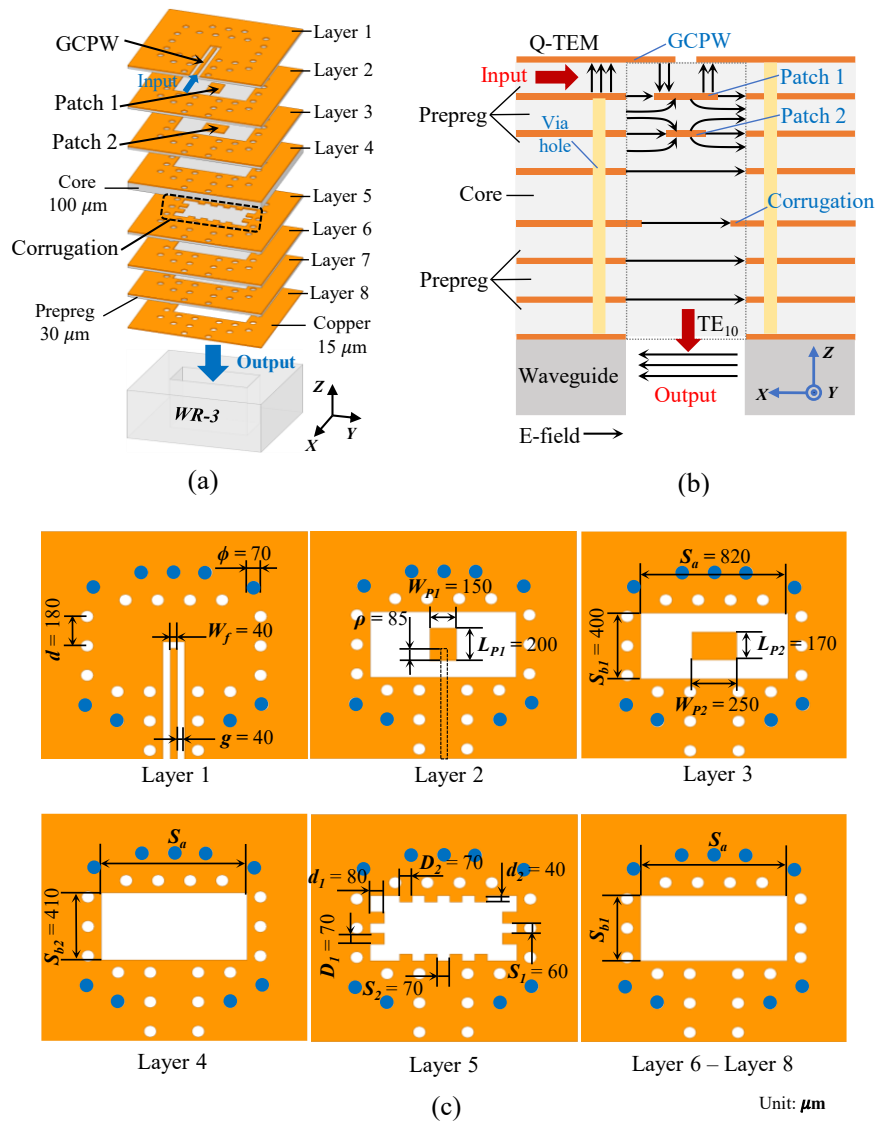 GCPW
Input
Patch 1
Patch 2
Core
100 μm
Corrugation
Prepreg
30 μm
Layer 1
Layer 2
Layer 3
Layer 4
Layer 5
Layer 6
Layer 7
Layer 8
Copper
15 μm
Output
WR-3
Z
X
Y
(a)
Q-TEM
GCPW
Input
Patch 1
Prepreg
Via
hole
Patch 2
Core
Corrugation
Prepreg
TE10
Waveguide
Output
Z
X
Y
E-field
(b)
ϕ = 70
d = 180
Wf = 40
g = 40
Layer 1
WP1 = 150
ρ = 85
LP1 = 200
Layer 2
Sa = 820
Sb1 = 400
LP2 = 170
WP2 = 250
Layer 3
Sa
Sb2 = 410
Layer 4
d1 = 80
D2 = 70
d2 = 40
D1 = 70
S2 = 70
S1 = 60
Layer 5
Sa
Sb1
Layer 6 – Layer 8
(c)
Unit: μm